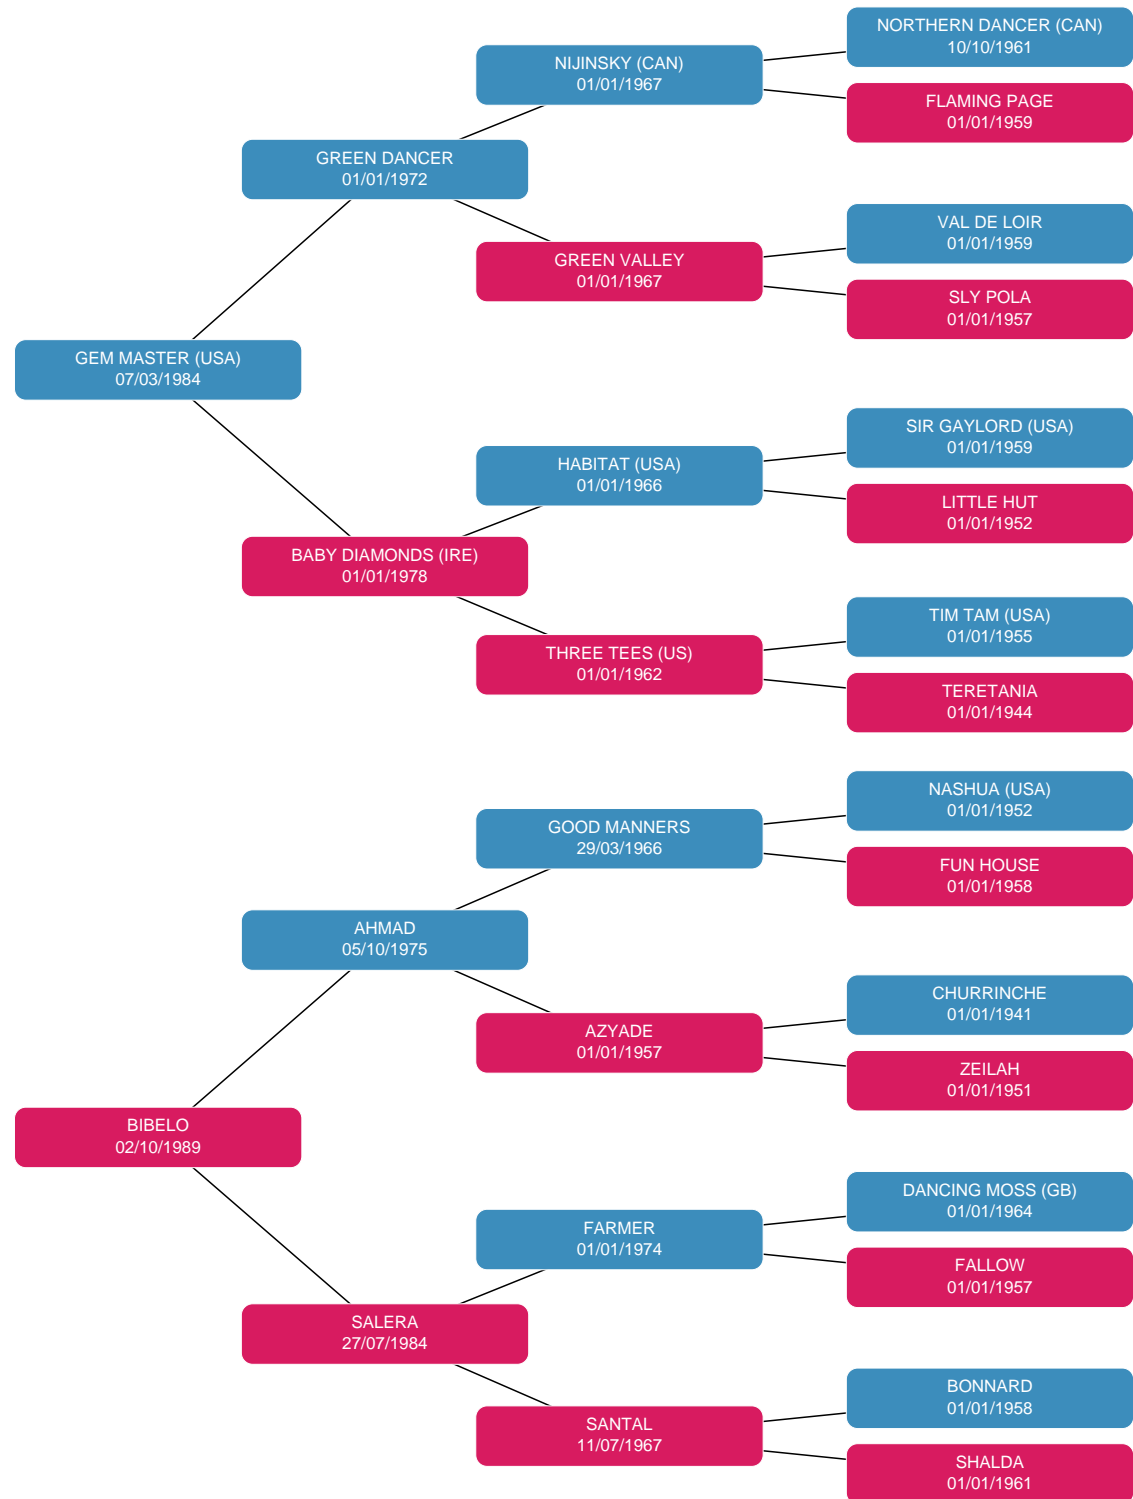 NORTHERN DANCER (CAN)
10/10/1961
NIJINSKY (CAN)
01/01/1967
FLAMING PAGE
01/01/1959
GREEN DANCER
01/01/1972
VAL DE LOIR
01/01/1959
GREEN VALLEY
01/01/1967
SLY POLA
01/01/1957
GEM MASTER (USA)
07/03/1984
SIR GAYLORD (USA)
01/01/1959
HABITAT (USA)
01/01/1966
LITTLE HUT
01/01/1952
BABY DIAMONDS (IRE)
01/01/1978
TIM TAM (USA)
01/01/1955
THREE TEES (US)
01/01/1962
TERETANIA
01/01/1944
NASHUA (USA)
01/01/1952
GOOD MANNERS
29/03/1966
FUN HOUSE
01/01/1958
AHMAD
05/10/1975
CHURRINCHE
01/01/1941
AZYADE
01/01/1957
ZEILAH
01/01/1951
BIBELO
02/10/1989
DANCING MOSS (GB)
01/01/1964
FARMER
01/01/1974
FALLOW
01/01/1957
SALERA
27/07/1984
BONNARD
01/01/1958
SANTAL
11/07/1967
SHALDA
01/01/1961